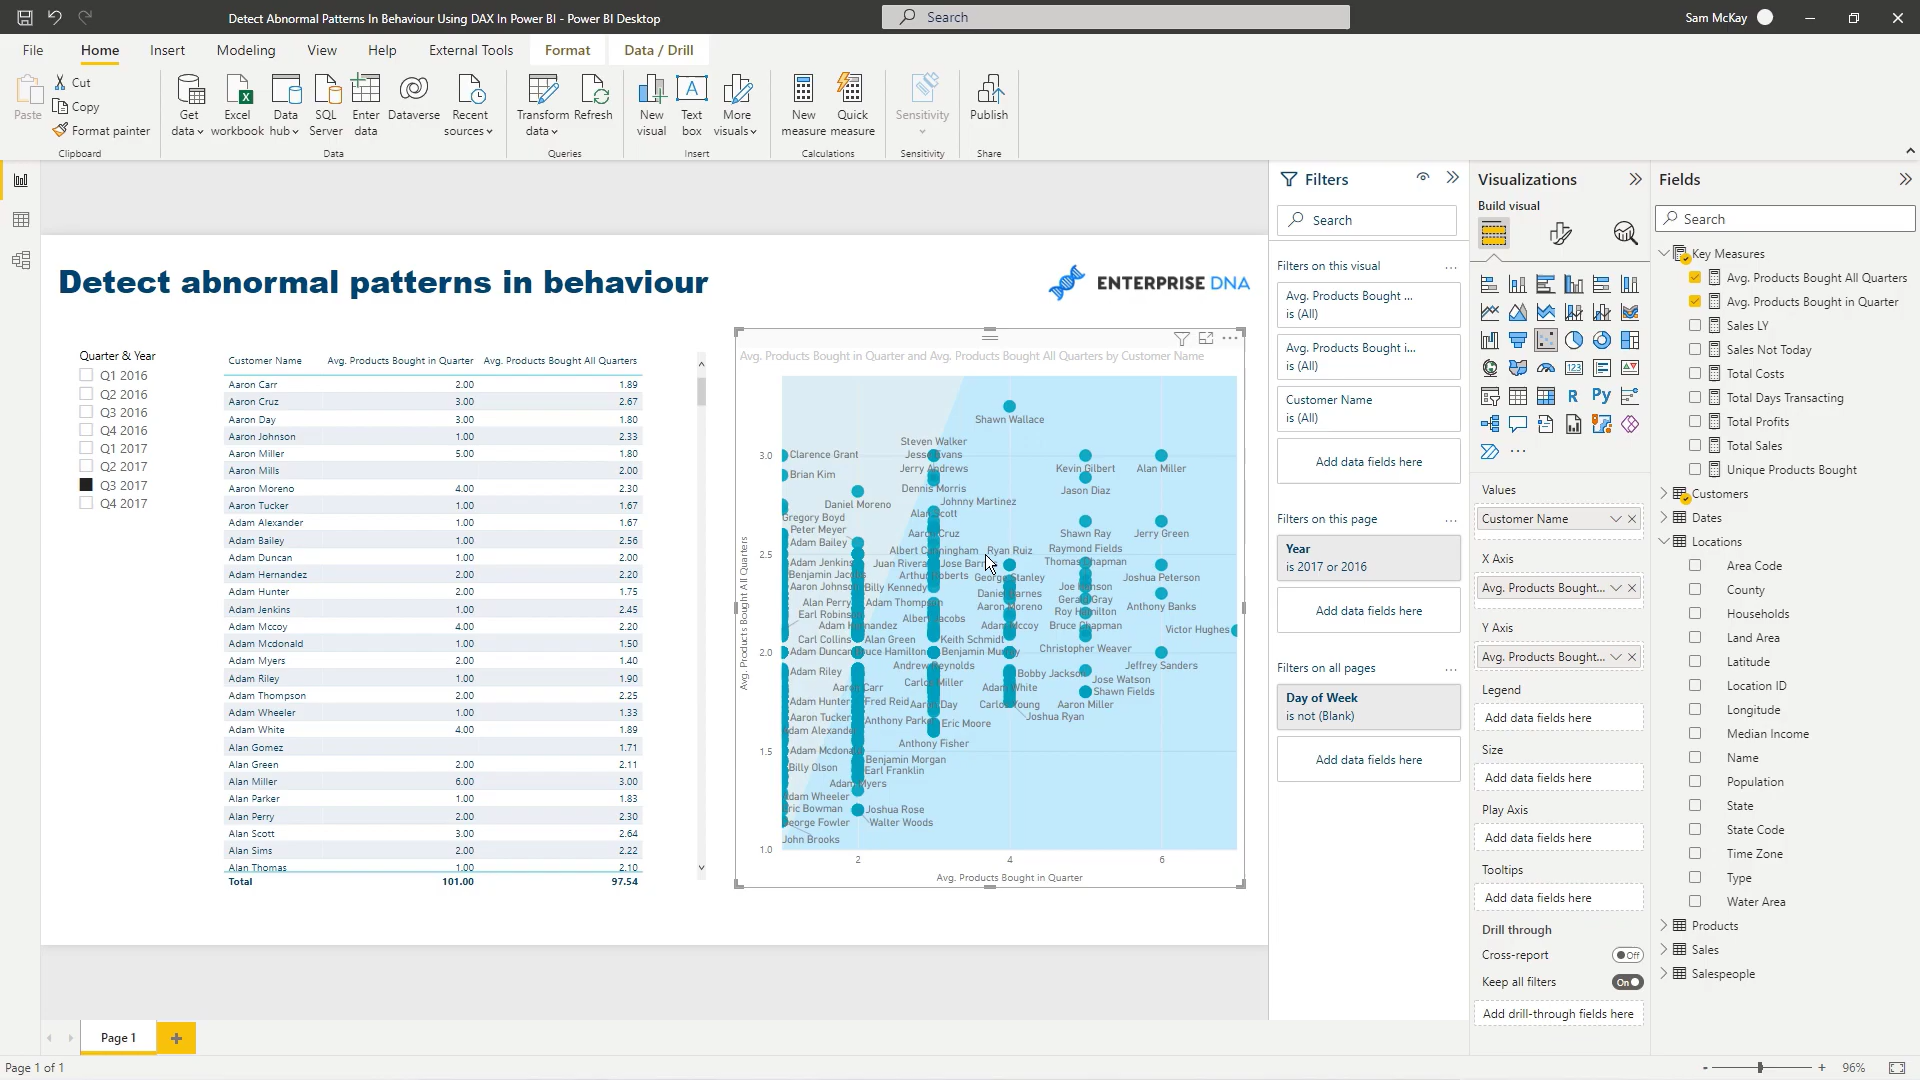 Detect Abnormal Patterns In Behaviour Using DAX In Power BI - Power BI Desktop
Search
Sam McKay
File
Home
Insert
Modeling
View
Help
External Tools
Format
Data / Drill
Paste
Cut
Copy
Format painter
Clipboard
Get data
Excel workbook
Data hub
SQL Server
Enter data
Dataverse
Recent sources
Data
Transform data
Refresh
Queries
New visual
Text box
More visuals
Insert
New measure
Quick measure
Calculations
Sensitivity
Sensitivity
Publish
Share
Detect abnormal patterns in behaviour
ENTERPRISE DNA
Quarter & Year
Q1 2016
Q2 2016
Q3 2016
Q4 2016
Q1 2017
Q2 2017
Q3 2017
Q4 2017
Customer Name Avg. Products Bought in Quarter Avg. Products Bought All Quarters
Aaron Carr 2.00 1.89
Aaron Cruz 3.00 2.67
Aaron Day 3.00 1.80
Aaron Johnson 1.00 2.33
Aaron Miller 5.00 1.80
Aaron Mills 2.00
Aaron Moreno 4.00 2.30
Aaron Tucker 1.00 1.67
Adam Alexander 1.00 1.67
Adam Bailey 1.00 2.56
Adam Duncan 1.00 2.00
Adam Hernandez 2.00 2.20
Adam Hunter 2.00 1.75
Adam Jenkins 1.00 2.45
Adam Mccoy 4.00 2.20
Adam Mcdonald 1.00 1.50
Adam Myers 2.00 1.40
Adam Riley 1.00 1.90
Adam Thompson 2.00 2.25
Adam Wheeler 1.00 1.33
Adam White 4.00 1.89
Alan Gomez 1.71
Alan Green 2.00 2.11
Alan Miller 6.00 3.00
Alan Parker 1.00 1.83
Alan Perry 2.00 2.30
Alan Scott 3.00 2.64
Alan Sims 2.00 2.22
Alan Thomas 1.00 2.10
Total 101.00 97.54
Avg. Products Bought in Quarter and Avg. Products Bought All Quarters by Customer Name
Shawn Wallace
Steven Walker
3.0
Clarence Grant
Kevin Gilbert
Alan Miller
Brian Kim
Jerry Andrews
Jason Diaz
Dennis Morris
Daniel Moreno
Johnny Martinez
Gregory Boyd
Peter Meyer
Shawn Ray
Jerry Green
Adam Bailey
2.5
Ryan Ruiz
Raymond Fields
Adam Jenkins
Juan Rivera
Joshua Peterson
Billy Kennedy
Alan Perry
Adam Thompson
Aaron Moreno
Anthony Banks
Victor Hughes
Carl Collins
Alan Green
Keith Schmidt
Bruce Chapman
2.0
Christopher Weaver
Jeffrey Sanders
Adam Riley
Bobby Jackson
Jose Watson
Shawn Fields
Adam Hunter
Fred Reid
Aaron Miller
Aaron Tucker
Eric Moore
Joshua Ryan
1.5
Anthony Fisher
Benjamin Morgan
Billy Olson
Earl Franklin
Joshua Rose
Walter Woods
John Brooks
1.0
2
4
6
Avg. Products Bought All Quarters
Avg. Products Bought in Quarter
Filters
Search
Filters on this visual
...
Avg. Products Bought ...
is (All)
Avg. Products Bought i...
is (All)
Customer Name
is (All)
Add data fields here
Filters on this page
...
Year
is 2017 or 2016
Add data fields here
Filters on all pages
...
Day of Week
is not (Blank)
Add data fields here
Visualizations
Build visual
R
Py
123
...
Values
Customer Name
X Axis
Avg. Products Bought...
Y Axis
Avg. Products Bought...
Legend
Add data fields here
Size
Add data fields here
Play Axis
Add data fields here
Tooltips
Add data fields here
Drill through
Cross-report
Off
Keep all filters
On
Add drill-through fields here
Fields
Search
Key Measures
Avg. Products Bought All Quarters
Avg. Products Bought in Quarter
Sales LY
Sales Not Today
Total Costs
Total Days Transacting
Total Profits
Total Sales
Unique Products Bought
Customers
Dates
Locations
Area Code
County
Households
Land Area
Latitude
Location ID
Longitude
Median Income
Name
Population
State
State Code
Time Zone
Type
Water Area
Products
Sales
Salespeople
Page 1
+
Page 1 of 1
- + 96%